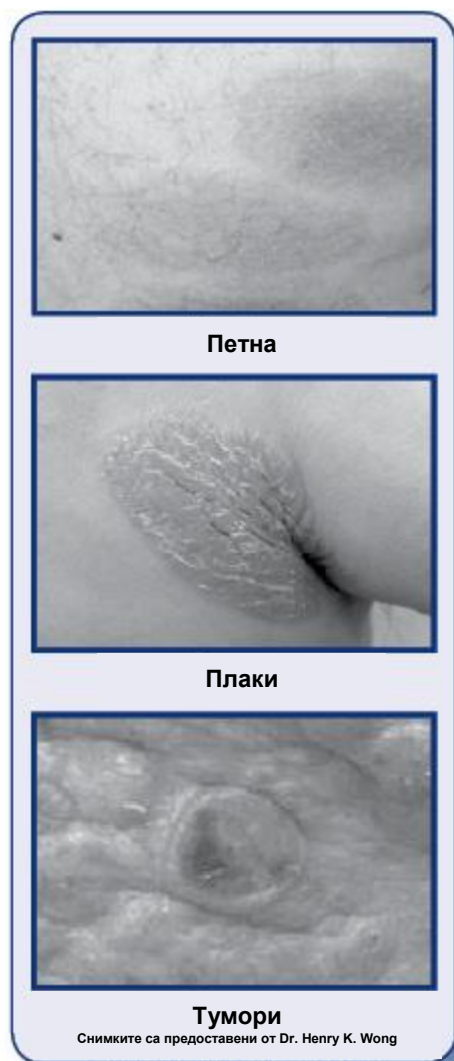 Петна
Плаки
Тумори
Снимките са предоставени от Dr. Henry K. Wong